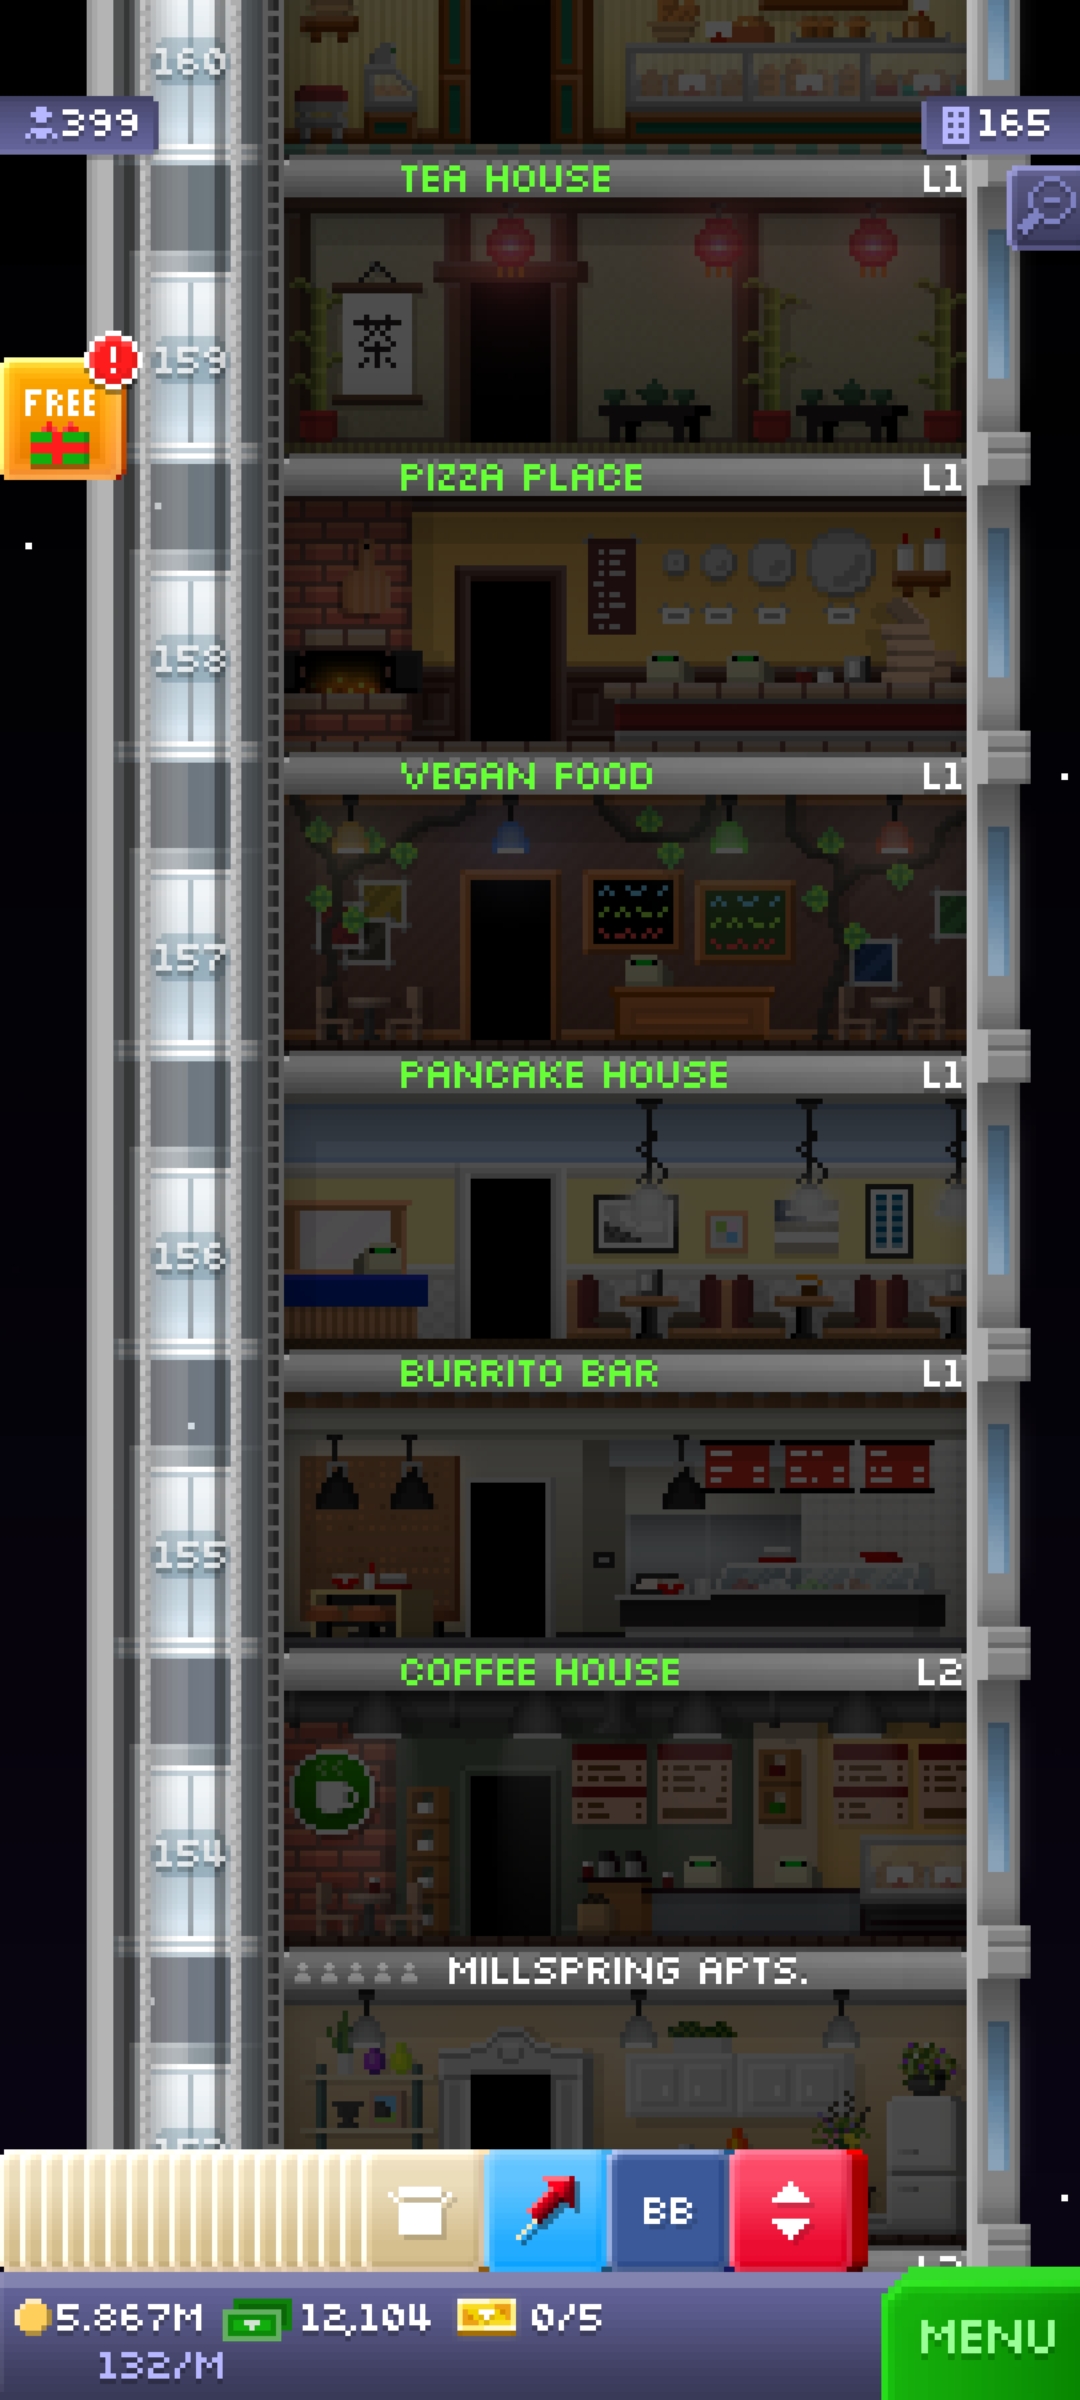 160
399
165
TEA HOUSE L1
茶
159
FREE
!
PIZZA PLACE L1
158
VEGAN FOOD L1
157
PANCAKE HOUSE L1
156
BURRITO BAR L1
155
COFFEE HOUSE L2
154
MILLSPRING APTS.
BB
5.867M 12,104 0/5
132/M
MENU